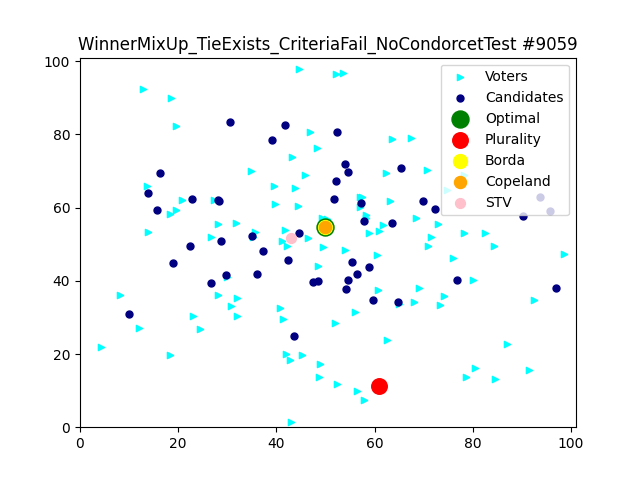 WinnerMixUp_TieExists_CriteriaFail_NoCondorcetTest #9059
100
80
60
40
20
0
0 20 40 60 80 100
Voters
Candidates
Optimal
Plurality
Borda
Copeland
STV